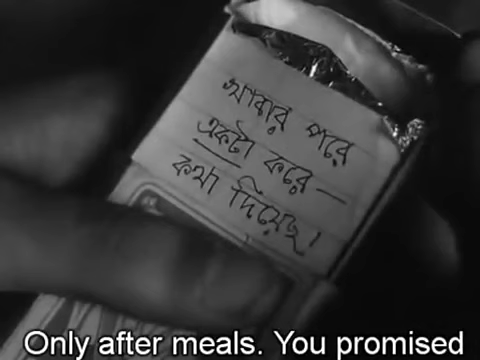 খাবার পরে
একটা করে —
কথা দিয়েছ!
Only after meals. You promised